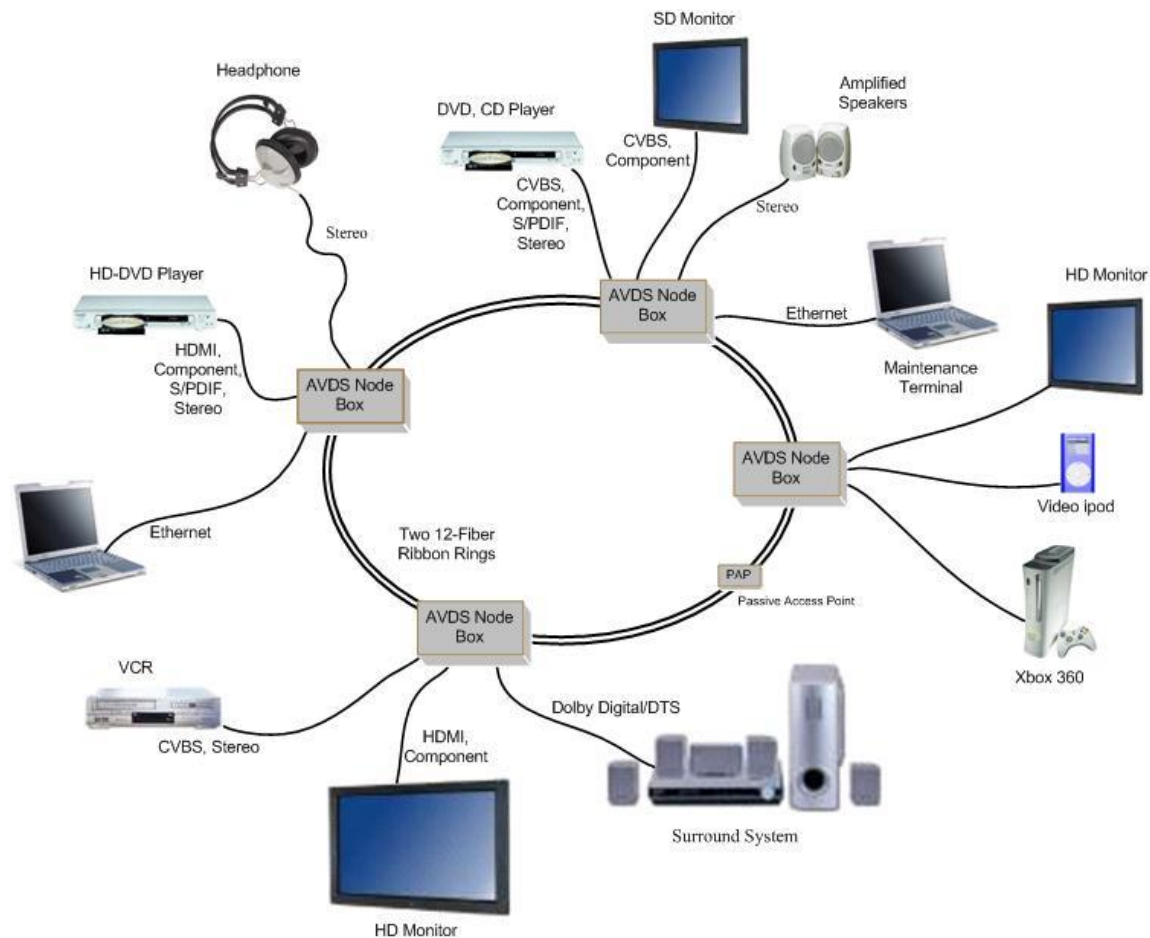 SD Monitor
Headphone
Amplified
Speakers
DVD, CD Player
CVBS,
Component
CVBS,
Component,
S/PDIF,
Stereo
Stereo
Stereo
HD-DVD Player
HD Monitor
AVDS Node
Box
Ethernet
HDMI,
Component,
S/PDIF,
Stereo
Maintenance
Terminal
AVDS Node
Box
AVDS Node
Box
Video ipod
Ethernet
Two 12-Fiber
Ribbon Rings
PAP
Passive Access Point
AVDS Node
Box
Xbox 360
VCR
Dolby Digital/DTS
CVBS, Stereo
HDMI,
Component
Surround System
HD Monitor